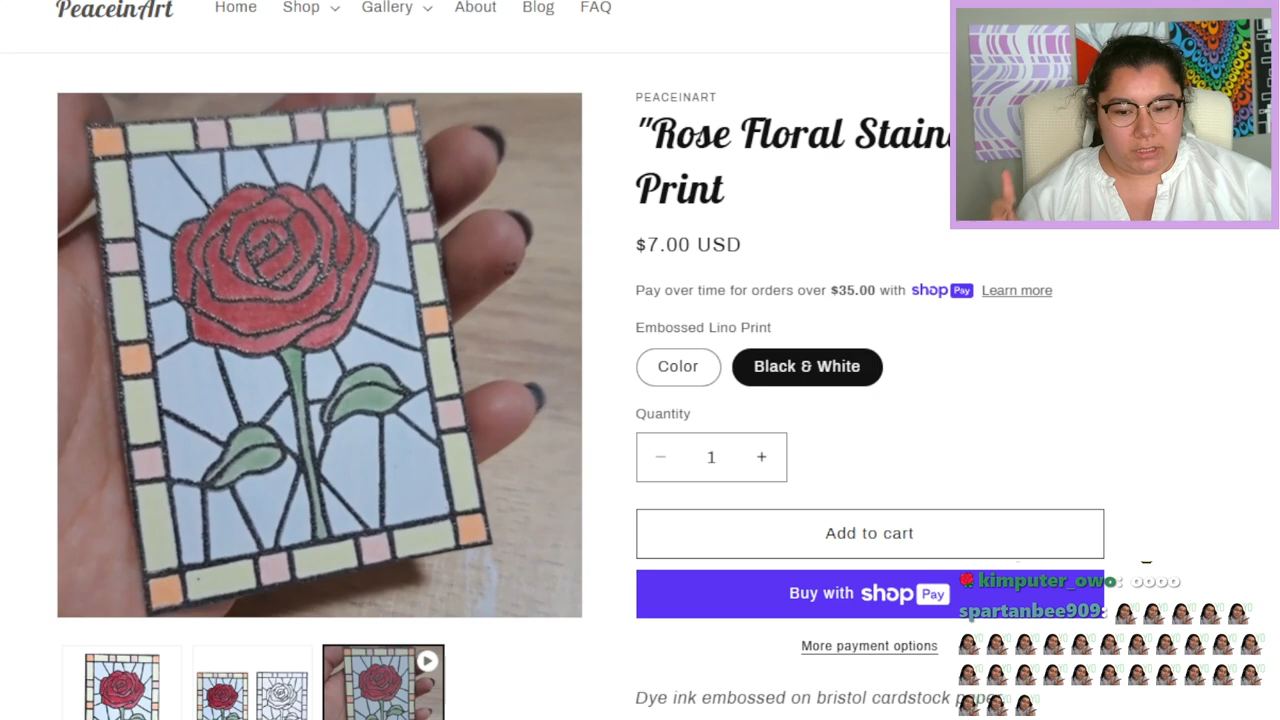 PeaceinArt
Home Shop Gallery About Blog FAQ
PEACEINART
"Rose Floral Stain
Print
$7.00 USD
Pay over time for orders over $35.00 with shop Pay Learn more
Embossed Lino Print
Color Black & White
Quantity
1
Add to cart
Buy with shop Pay
More payment options
Dye ink embossed on bristol cardstock paper
kimputer_owo: oooo
spartanbee909: